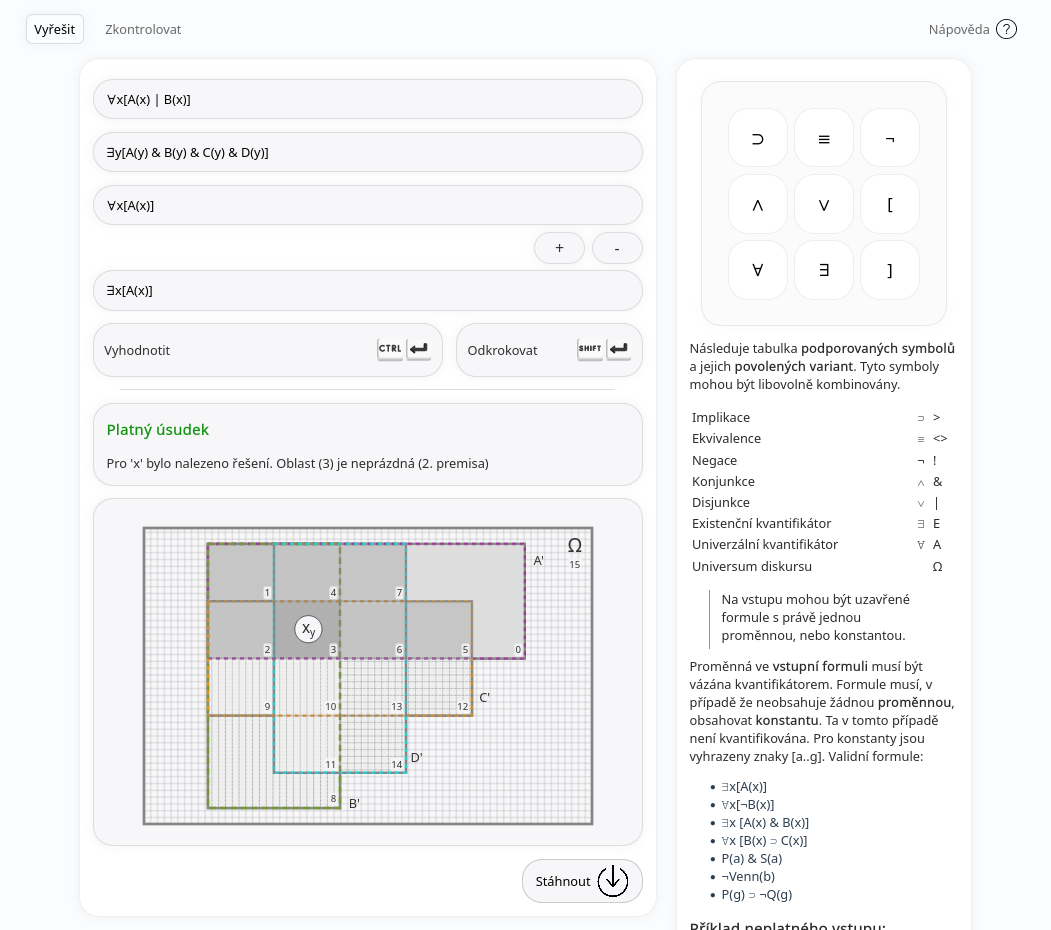 Vyřešit
Zkontrolovat
Nápověda ?
∀x[A(x) | B(x)]
∃y[A(y) & B(y) & C(y) & D(y)]
∀x[A(x)]
+
-
∃x[A(x)]
Vyhodnotit
CTRL
Odkrokovat
SHIFT
Platný úsudek
Pro 'x' bylo nalezeno řešení. Oblast (3) je neprázdná (2. premisa)
Ω
15
A'
1
4
7
xy
2
3
6
5
0
C'
9
10
13
12
D'
11
14
8
B'
Stáhnout
⊃ ≡ ¬
∧ ∨ [
∀ ∃ ]
Následuje tabulka podporovaných symbolů
a jejich povolených variant. Tyto symboly
mohou být libovolně kombinovány.
Implikace ⊃ >
Ekvivalence ≡ <>
Negace ¬ !
Konjunkce ∧ &
Disjunkce ∨ |
Existenční kvantifikátor ∃ E
Univerzální kvantifikátor ∀ A
Universum diskursu Ω
Na vstupu mohou být uzavřené
formule s právě jednou
proměnnou, nebo konstantou.
Proměnná ve vstupní formuli musí být
vázána kvantifikátorem. Formule musí, v
případě že neobsahuje žádnou proměnnou,
obsahovat konstantu. Ta v tomto případě
není kvantifikována. Pro konstanty jsou
vyhrazeny znaky [a..g]. Validní formule:
• ∃x[A(x)]
• ∀x[¬B(x)]
• ∃x [A(x) & B(x)]
• ∀x [B(x) ⊃ C(x)]
• P(a) & S(a)
• ¬Venn(b)
• P(g) ⊃ ¬Q(g)
Příklad neplatného vstupu: